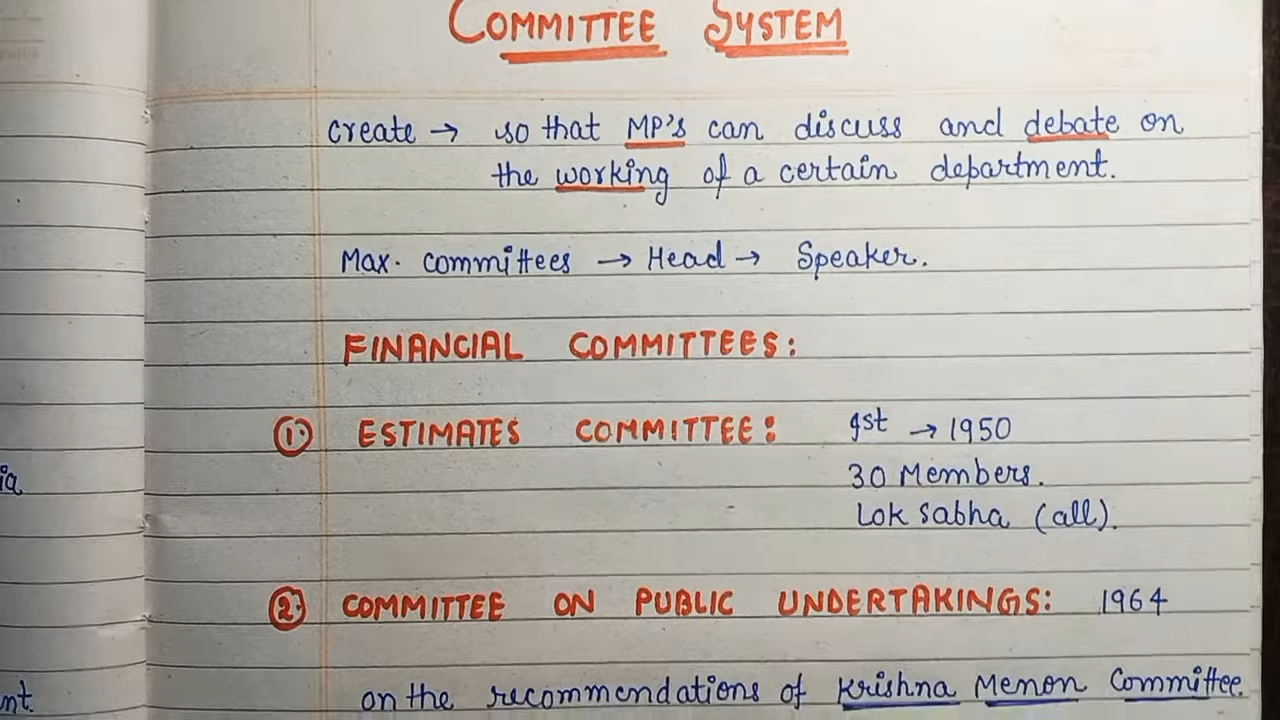 COMMITTEE SYSTEM
create → so that MP's can discuss and debate on
the working of a certain department.
Max. committees → Head → Speaker.
FINANCIAL COMMITTEES:
1. ESTIMATES COMMITTEE: 1st → 1950
30 Members.
Lok Sabha (all).
2. COMMITTEE ON PUBLIC UNDERTAKINGS: 1964
on the recommendations of Krishna Menon Committee.
ia
nt.